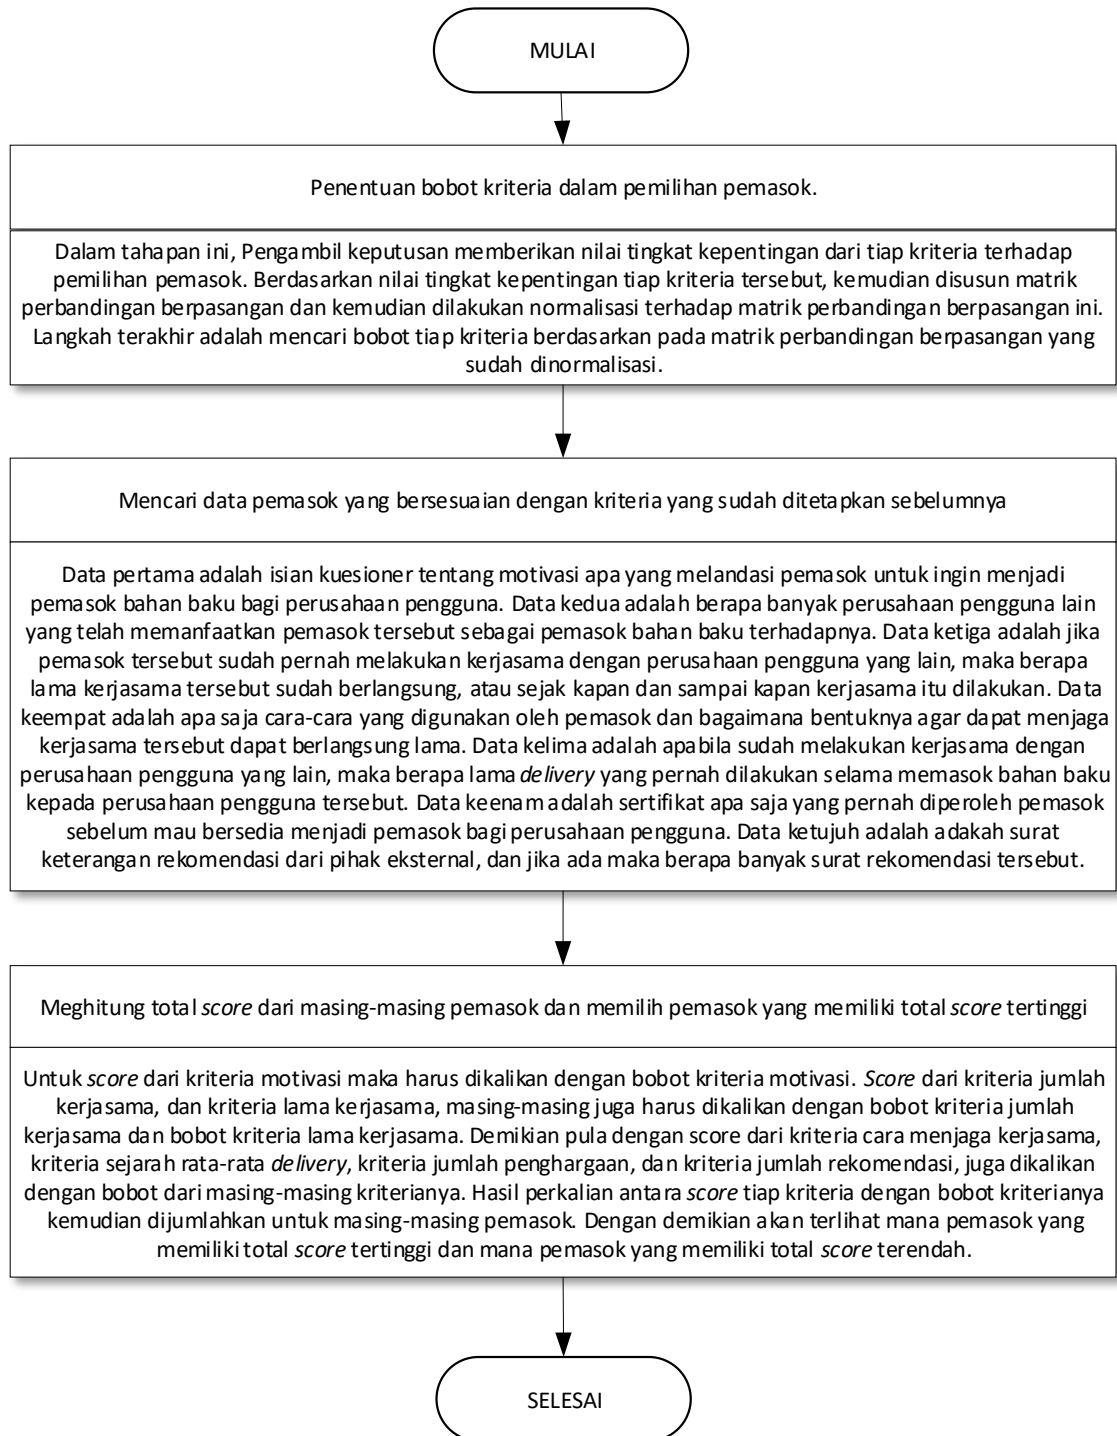 MULAI
Penentuan bobot kriteria dalam pemilihan pemasok.
Dalam tahapan ini, Pengambil keputusan memberikan nilai tingkat kepentingan dari tiap kriteria terhadap
pemilihan pemasok. Berdasarkan nilai tingkat kepentingan tiap kriteria tersebut, kemudian disusun matrik
perbandingan berpasangan dan kemudian dilakukan normalisasi terhadap matrik perbandingan berpasangan ini.
Langkah terakhir adalah mencari bobot tiap kriteria berdasarkan pada matrik perbandingan berpasangan yang
sudah dinormalisasi.
Mencari data pemasok yang bersesuaian dengan kriteria yang sudah ditetapkan sebelumnya
Data pertama adalah isian kuesioner tentang motivasi apa yang melandasi pemasok untuk ingin menjadi
pemasok bahan baku bagi perusahaan pengguna. Data kedua adalah berapa banyak perusahaan pengguna lain
yang telah memanfaatkan pemasok tersebut sebagai pemasok bahan baku terhadapnya. Data ketiga adalah jika
pemasok tersebut sudah pernah melakukan kerjasama dengan perusahaan pengguna yang lain, maka berapa
lama kerjasama tersebut sudah berlangsung, atau sejak kapan dan sampai kapan kerjasama itu dilakukan. Data
keempat adalah apa saja cara-cara yang digunakan oleh pemasok dan bagaimana bentuknya agar dapat menjaga
kerjasama tersebut dapat berlangsung lama. Data kelima adalah apabila sudah melakukan kerjasama dengan
perusahaan pengguna yang lain, maka berapa lama delivery yang pernah dilakukan selama memasok bahan baku
kepada perusahaan pengguna tersebut. Data keenam adalah sertifikat apa saja yang pernah diperoleh pemasok
sebelum mau bersedia menjadi pemasok bagi perusahaan pengguna. Data ketujuh adalah adakah surat
keterangan rekomendasi dari pihak eksternal, dan jika ada maka berapa banyak surat rekomendasi tersebut.
Meghitung total score dari masing-masing pemasok dan memilih pemasok yang memiliki total score tertinggi
Untuk score dari kriteria motivasi maka harus dikalikan dengan bobot kriteria motivasi. Score dari kriteria jumlah
kerjasama, dan kriteria lama kerjasama, masing-masing juga harus dikalikan dengan bobot kriteria jumlah
kerjasama dan bobot kriteria lama kerjasama. Demikian pula dengan score dari kriteria cara menjaga kerjasama,
kriteria sejarah rata-rata delivery, kriteria jumlah penghargaan, dan kriteria jumlah rekomendasi, juga dikalikan
dengan bobot dari masing-masing kriterianya. Hasil perkalian antara score tiap kriteria dengan bobot kriterianya
kemudian dijumlahkan untuk masing-masing pemasok. Dengan demikian akan terlihat mana pemasok yang
memiliki total score tertinggi dan mana pemasok yang memiliki total score terendah.
SELESAI